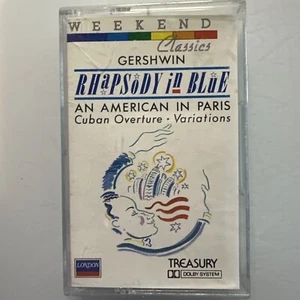 WEEKEND
Classics
GERSHWIN
RHaPSoDY in BLUE
AN AMERICAN IN PARIS
Cuban Overture · Variations
LONDON
TREASURY
DOLBY SYSTEM